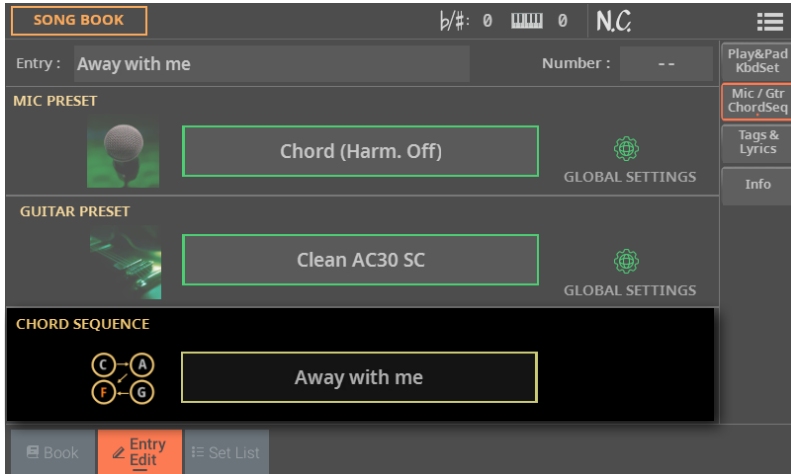 SONG BOOK
♭/#: 0 0 N.C.
Entry : Away with me Number : --
Play&Pad
KbdSet
MIC PRESET
Mic / Gtr
ChordSeq
Chord (Harm. Off)
GLOBAL SETTINGS
Tags &
Lyrics
Info
GUITAR PRESET
Clean AC30 SC
GLOBAL SETTINGS
CHORD SEQUENCE
C A
F G
Away with me
Book
Entry
Edit
Set List